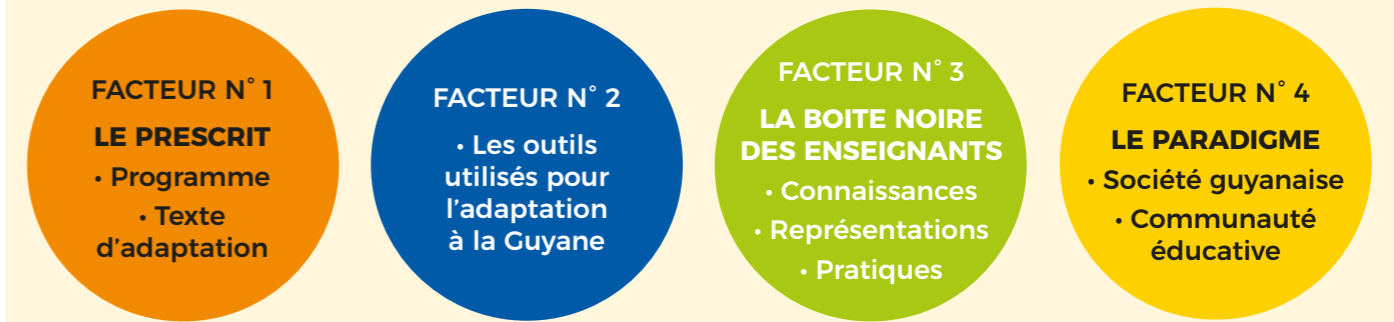 FACTEUR N° 1
LE PRESCRIT
• Programme
• Texte
d’adaptation
FACTEUR N° 2
• Les outils
utilisés pour
l’adaptation
à la Guyane
FACTEUR N° 3
LA BOITE NOIRE
DES ENSEIGNANTS
• Connaissances
• Représentations
• Pratiques
FACTEUR N° 4
LE PARADIGME
• Société guyanaise
• Communauté
éducative